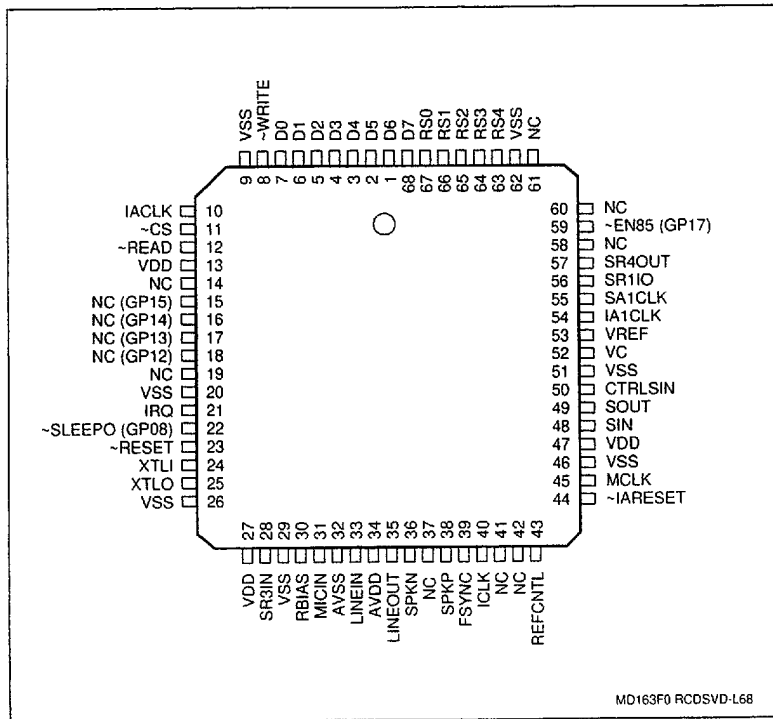 VSS
~WRITE
D0
D1
D2
D3
D4
D5
D6
D7
RS0
RS1
RS2
RS3
RS4
VSS
NC
9 8 7 6 5 4 3 2 1 68 67 66 65 64 63 62 61
IACLK 10
~CS 11
~READ 12
VDD 13
NC 14
NC (GP15) 15
NC (GP14) 16
NC (GP13) 17
NC (GP12) 18
NC 19
VSS 20
IRQ 21
~SLEEPO (GP08) 22
~RESET 23
XTLI 24
XTLO 25
VSS 26
60 NC
59 ~EN85 (GP17)
58 NC
57 SR4OUT
56 SR1IO
55 SA1CLK
54 IA1CLK
53 VREF
52 VC
51 VSS
50 CTRLSIN
49 SOUT
48 SIN
47 VDD
46 VSS
45 MCLK
44 ~IARESET
27 28 29 30 31 32 33 34 35 36 37 38 39 40 41 42 43
VDD
SR3IN
VSS
RBIAS
MICIN
AVSS
LINEIN
AVDD
LINEOUT
SPKN
NC
SPKP
FSYNC
ICLK
NC
NC
REFCNTL
MD163F0 RCDSVD-L68